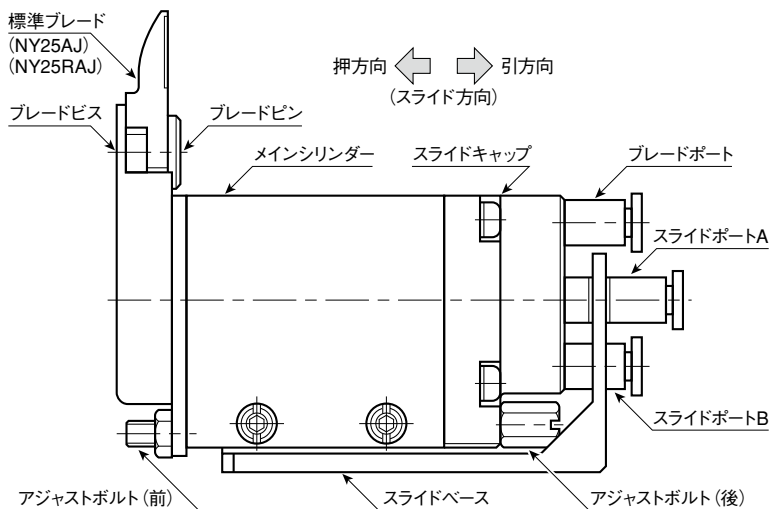 標準ブレード
(NY25AJ)
(NY25RAJ)
押方向 引方向
(スライド方向)
ブレードビス
ブレードピン
メインシリンダー
スライドキャップ
ブレードポート
スライドポートA
スライドポートB
アジャストボルト(前)
スライドベース
アジャストボルト(後)